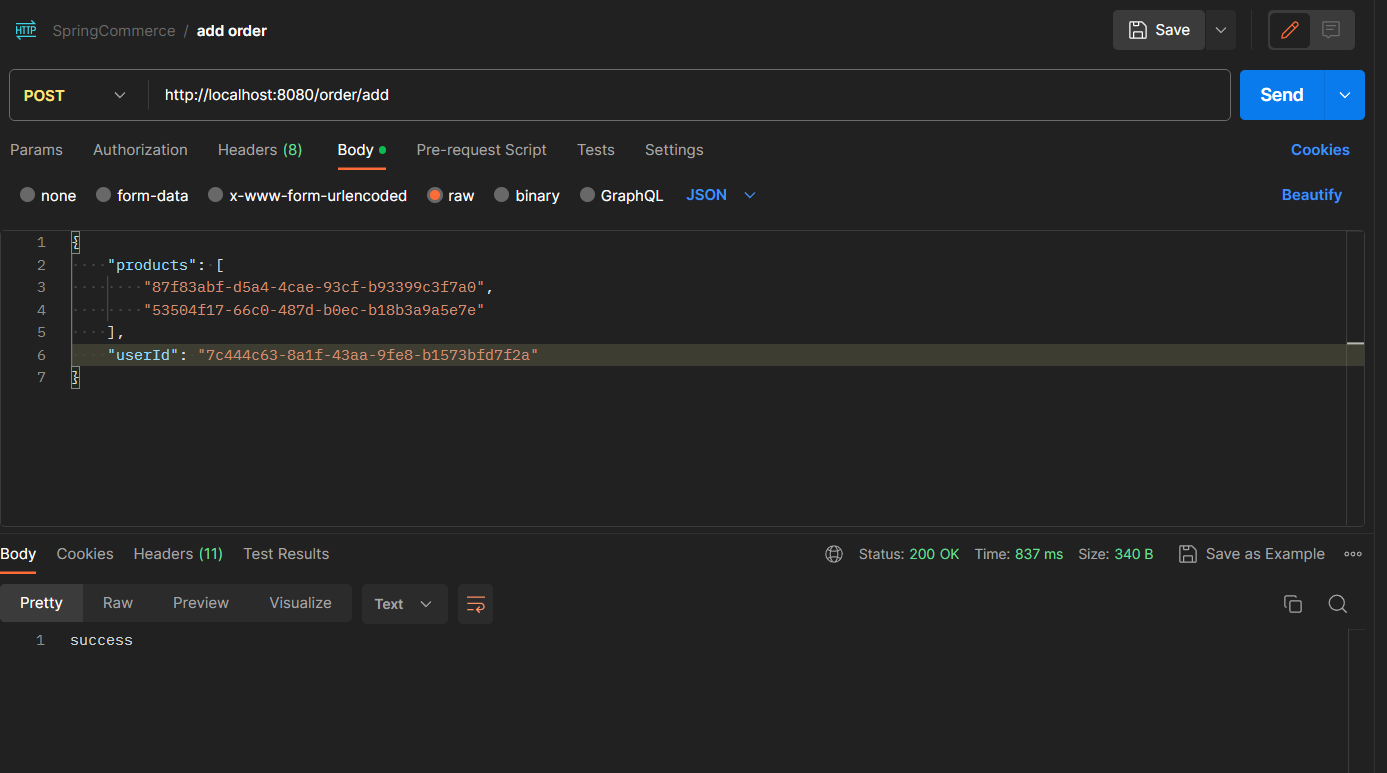 HTTP SpringCommerce / add order Save
POST http://localhost:8080/order/add Send
Params Authorization Headers (8) Body Pre-request Script Tests Settings Cookies
none form-data x-www-form-urlencoded raw binary GraphQL JSON Beautify
1 {
2 "products": [
3 "87f83abf-d5a4-4cae-93cf-b93399c3f7a0",
4 "53504f17-66c0-487d-b0ec-b18b3a9a5e7e"
5 ],
6 "userId": "7c444c63-8a1f-43aa-9fe8-b1573bfd7f2a"
7 }
Body Cookies Headers (11) Test Results Status: 200 OK Time: 837 ms Size: 340 B Save as Example
Pretty Raw Preview Visualize Text
1 success